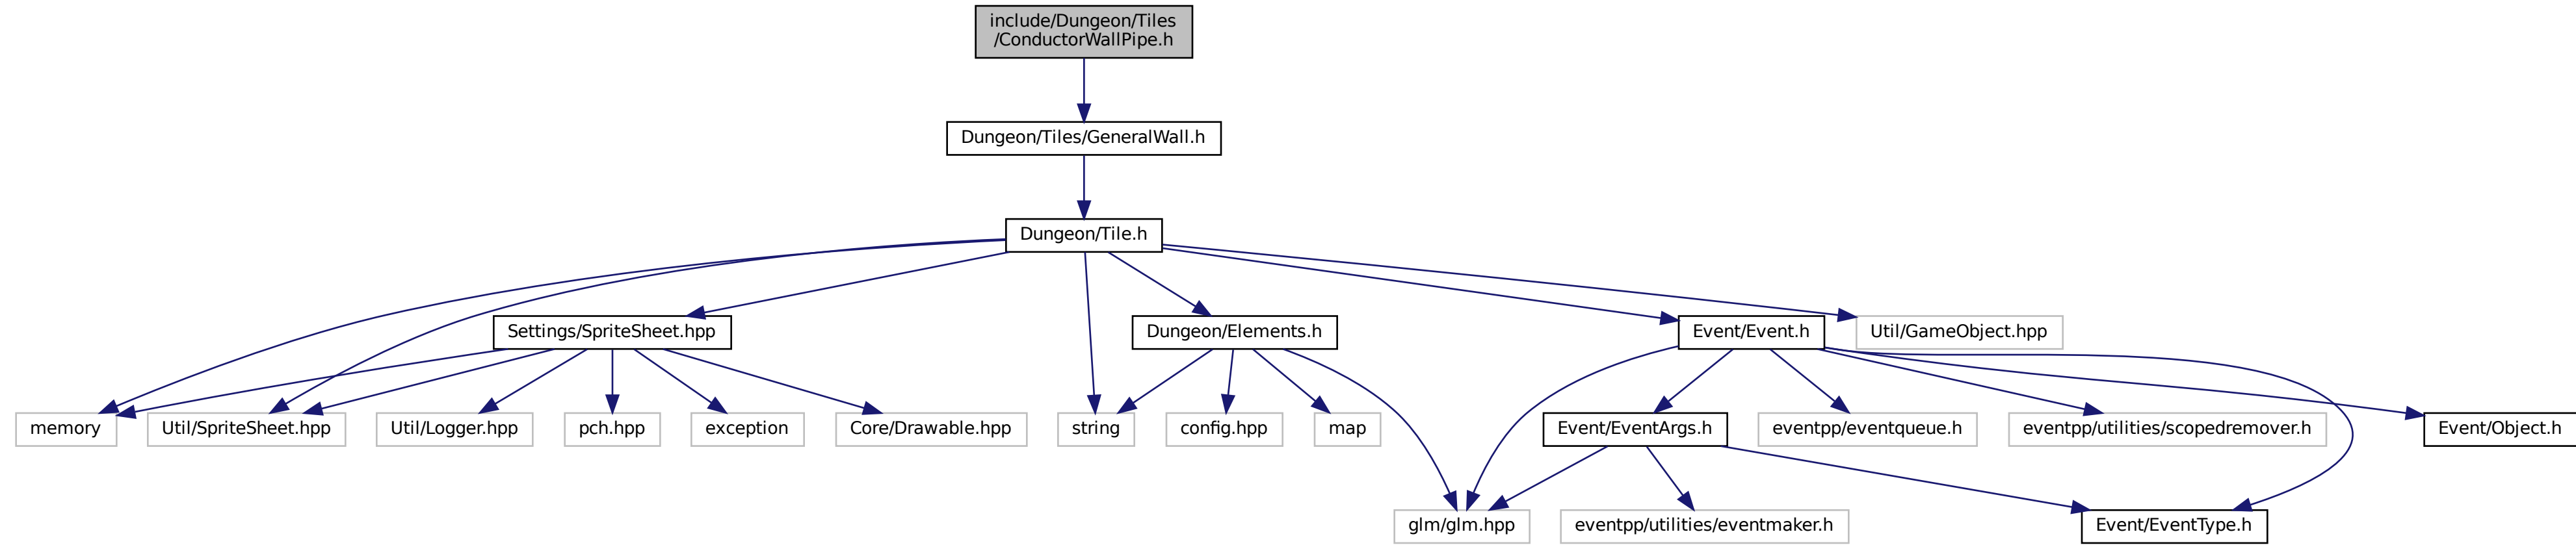 include/Dungeon/Tiles
/ConductorWallPipe.h
Dungeon/Tiles/GeneralWall.h
Dungeon/Tile.h
Settings/SpriteSheet.hpp
Dungeon/Elements.h
Event/Event.h
Util/GameObject.hpp
memory
Util/SpriteSheet.hpp
Util/Logger.hpp
pch.hpp
exception
Core/Drawable.hpp
string
config.hpp
map
Event/EventArgs.h
eventpp/eventqueue.h
eventpp/utilities/scopedremover.h
Event/Object.h
glm/glm.hpp
eventpp/utilities/eventmaker.h
Event/EventType.h